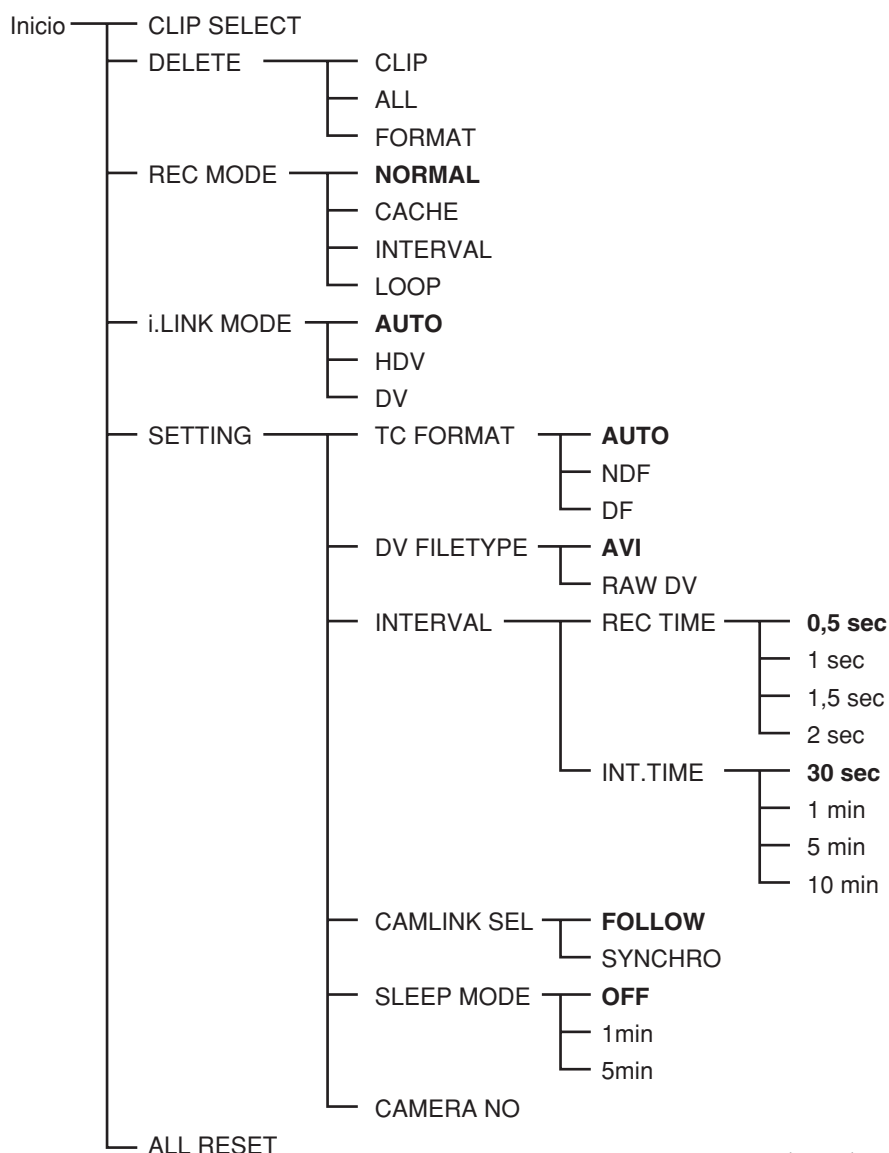 Inicio CLIP SELECT
DELETE CLIP
ALL
FORMAT
REC MODE NORMAL
CACHE
INTERVAL
LOOP
i.LINK MODE AUTO
HDV
DV
SETTING TC FORMAT AUTO
NDF
DF
DV FILETYPE AVI
RAW DV
INTERVAL REC TIME 0,5 sec
1 sec
1,5 sec
2 sec
INT.TIME 30 sec
1 min
5 min
10 min
CAMLINK SEL FOLLOW
SYNCHRO
SLEEP MODE OFF
1min
5min
CAMERA NO
ALL RESET